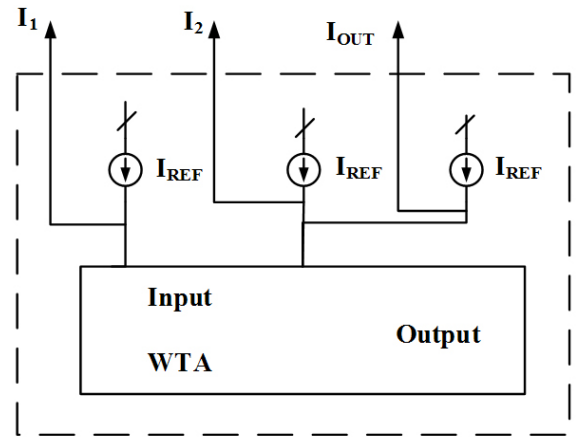 I1
I2
IOUT
IREF
IREF
IREF
Input
Output
WTA